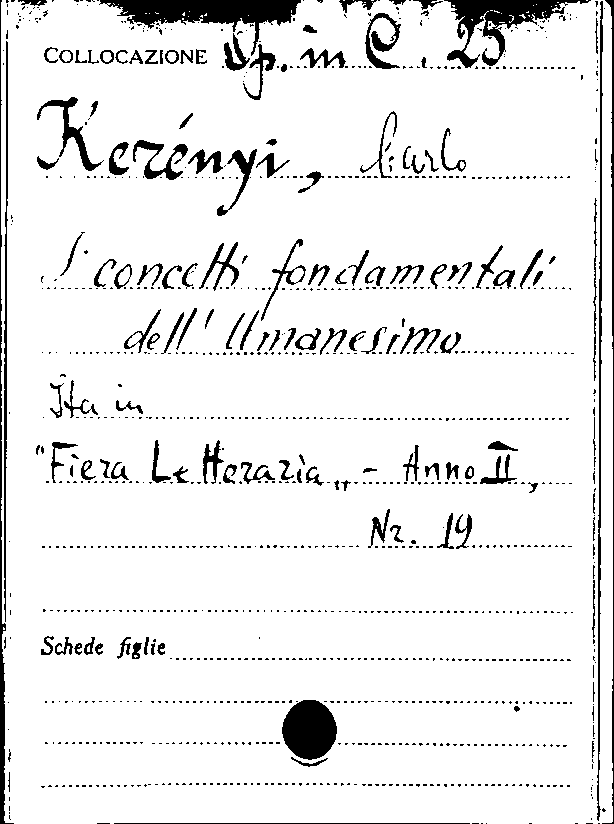 COLLOCAZIONE Op. in C. 25
Kerényi, Carlo
I concetti fondamentali
dell' Umanesimo
Sta in
"Fiera Letteraria„ - Anno II,
Nr. 19
Schede figlie